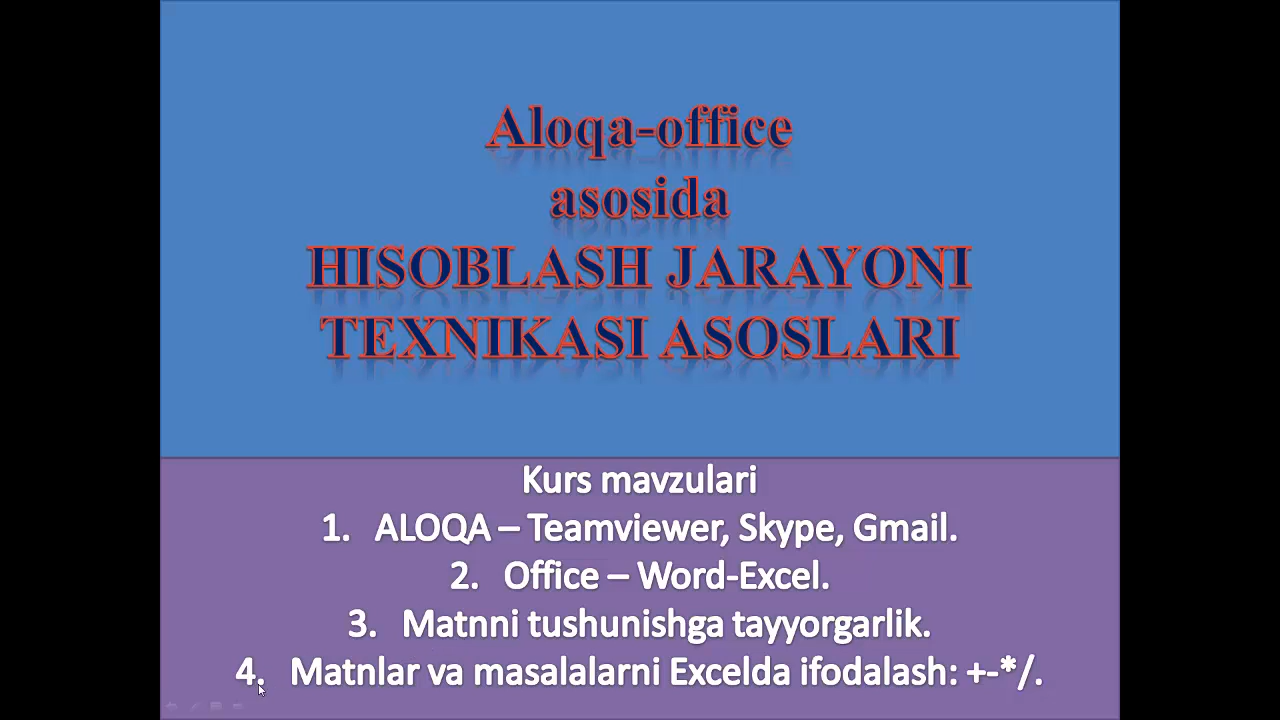 Aloqa-office
asosida
HISOBLASH JARAYONI
TEXNIKASI ASOSLARI
Kurs mavzulari
1. ALOQA – Teamviewer, Skype, Gmail.
2. Office – Word-Excel.
3. Matnni tushunishga tayyorgarlik.
4. Matnlar va masalalarni Excelda ifodalash: +-*/.